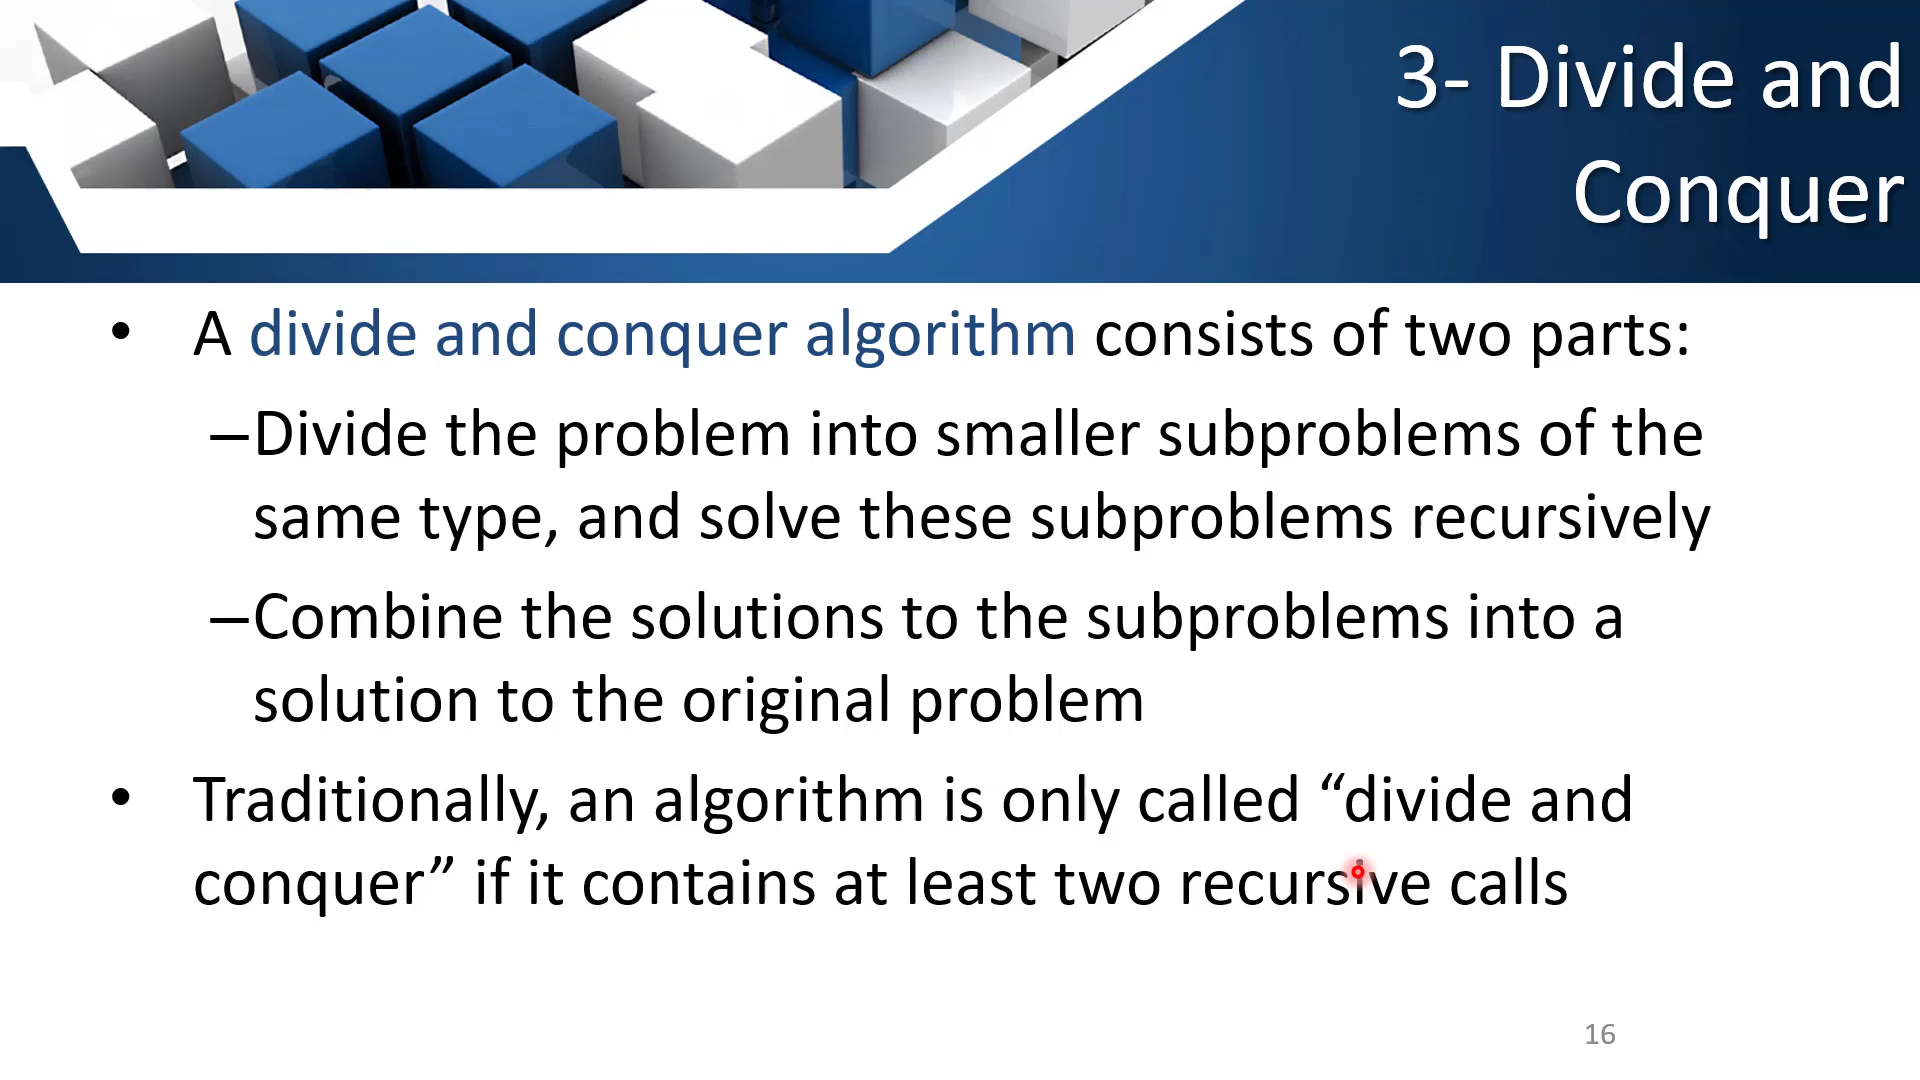 3- Divide and
Conquer
• A divide and conquer algorithm consists of two parts:
–Divide the problem into smaller subproblems of the
same type, and solve these subproblems recursively
–Combine the solutions to the subproblems into a
solution to the original problem
• Traditionally, an algorithm is only called “divide and
conquer” if it contains at least two recursive calls
16